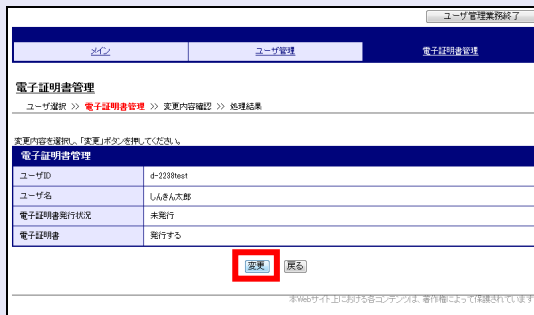 ユーザ管理業務終了
メイン ユーザ管理 電子証明書管理
電子証明書管理
ユーザ選択 >> 電子証明書管理 >> 変更内容確認 >> 処理結果
変更内容を選択し、「変更」ボタンを押してください。
電子証明書管理
ユーザID d-2238test
ユーザ名 しんきん太郎
電子証明書発行状況 未発行
電子証明書 発行する
変更 戻る
本Webサイト上における各コンテンツは、著作権によって保護されています